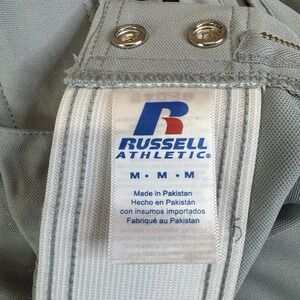 RUSSELL
ATHLETIC®
M • M • M
Made in Pakistan
Hecho en Pakistán
con insumos importados
Fabriqué au Pakistan